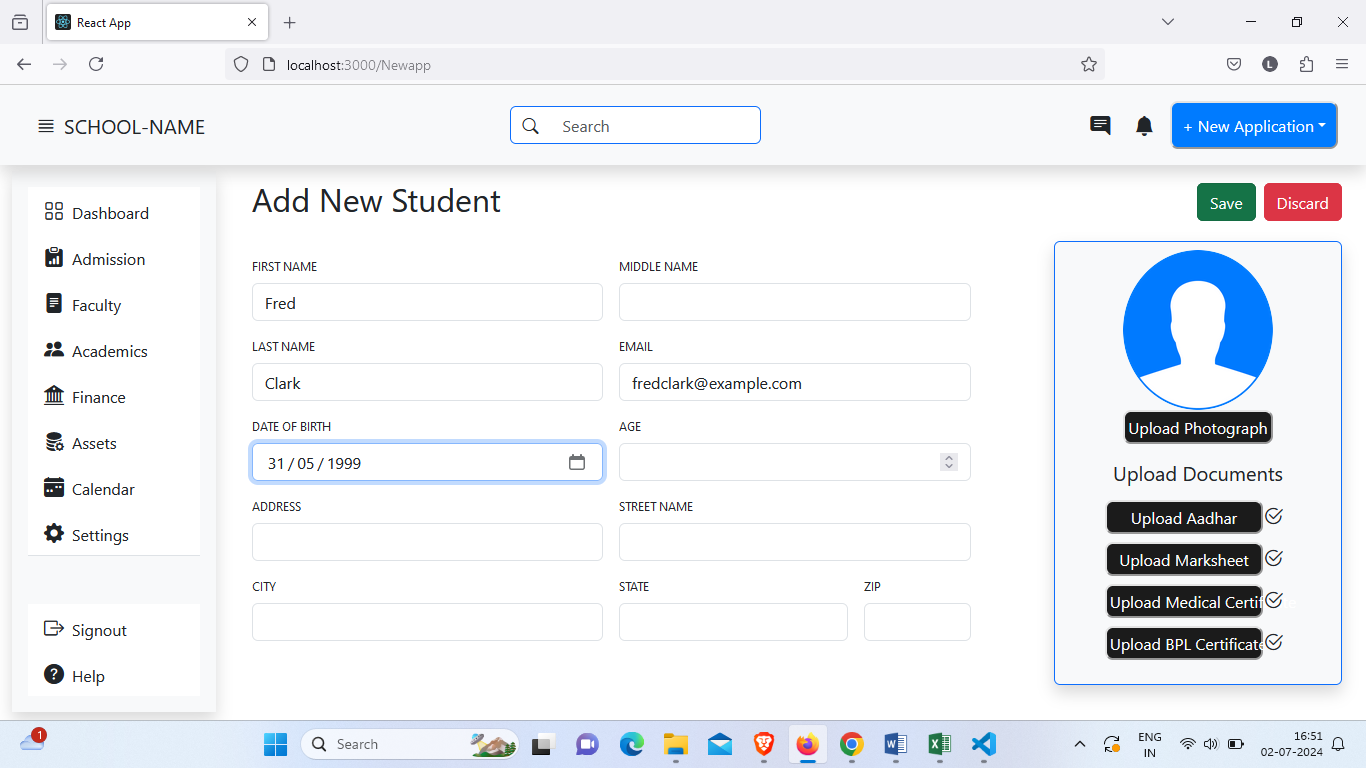 React App
localhost:3000/Newapp
L
SCHOOL-NAME
Search
+ New Application
Dashboard
Admission
Faculty
Academics
Finance
Assets
Calendar
Settings
Signout
Help
Add New Student
Save
Discard
FIRST NAME
MIDDLE NAME
Fred
LAST NAME
EMAIL
Clark
fredclark@example.com
DATE OF BIRTH
AGE
31 / 05 / 1999
ADDRESS
STREET NAME
CITY
STATE
ZIP
Upload Photograph
Upload Documents
Upload Aadhar
Upload Marksheet
Upload Medical Certif
Upload BPL Certificate
1
Search
ENG
IN
16:51
02-07-2024